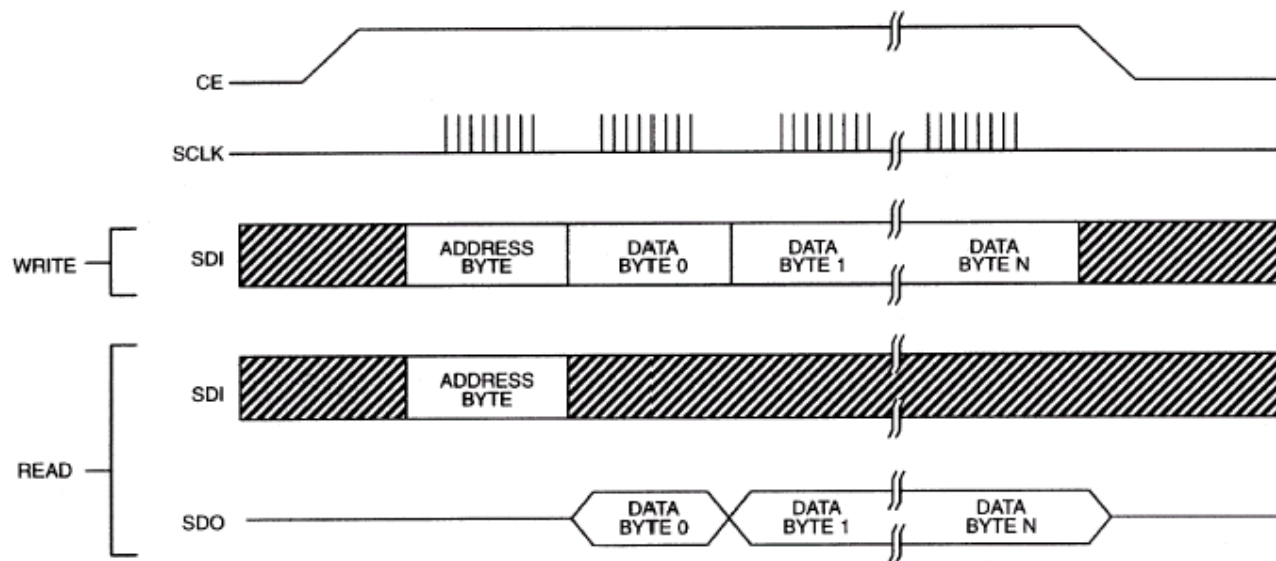 CE
SCLK
WRITE
SDI
ADDRESS
BYTE
DATA
BYTE 0
DATA
BYTE 1
DATA
BYTE N
READ
SDI
ADDRESS
BYTE
SDO
DATA
BYTE 0
DATA
BYTE 1
DATA
BYTE N